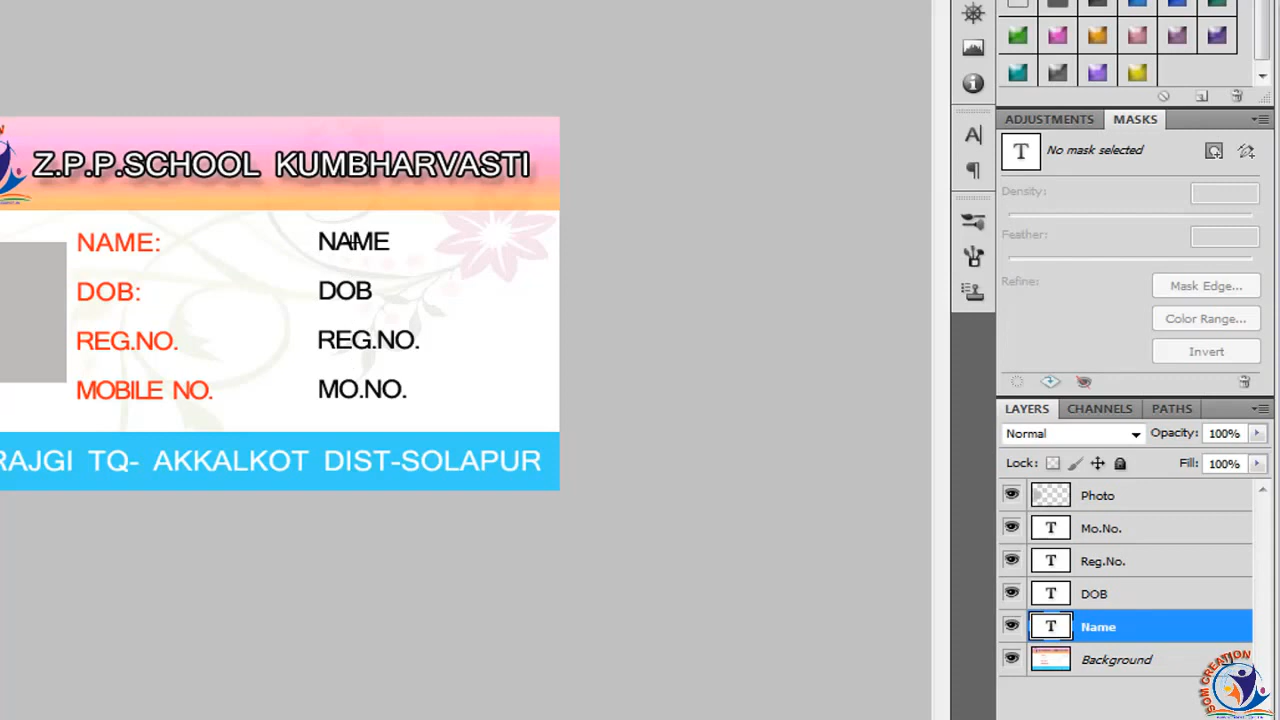 Z.P.P.SCHOOL KUMBHARVASTI
NAME: NAME
DOB: DOB
REG.NO. REG.NO.
MOBILE NO. MO.NO.
RAJGI TQ- AKKALKOT DIST-SOLAPUR
ADJUSTMENTS MASKS
T No mask selected
Density:
Feather:
Refine: Mask Edge...
Color Range...
Invert
LAYERS CHANNELS PATHS
Normal Opacity: 100%
Lock: Fill: 100%
Photo
T Mo.No.
T Reg.No.
T DOB
T Name
Background
SOM CREATION